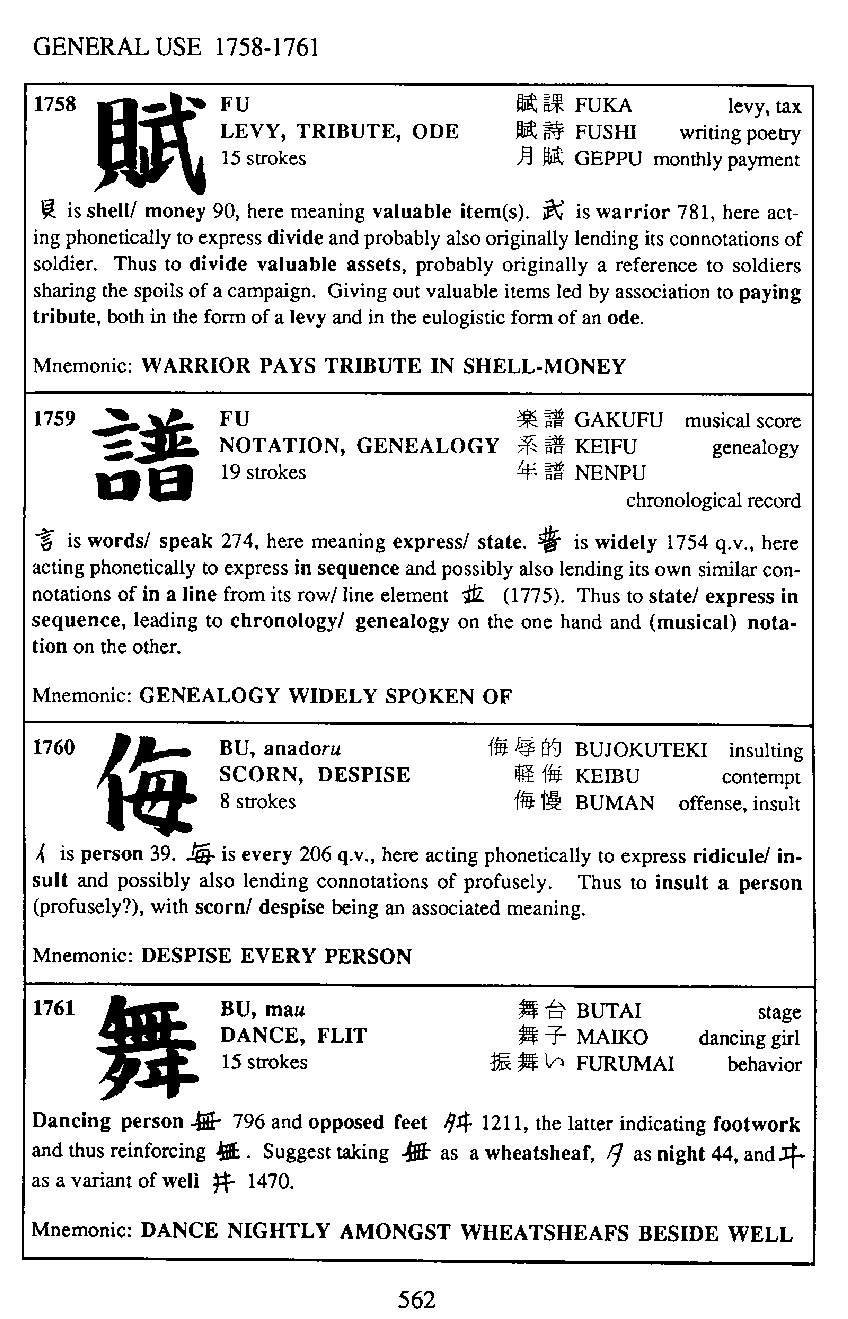 GENERAL USE 1758-1761
1758 賦 FU 賦課 FUKA levy, tax
LEVY, TRIBUTE, ODE 賦詩 FUSHI writing poetry
15 strokes 月賦 GEPPU monthly payment
貝 is shell/ money 90, here meaning valuable item(s). 武 is warrior 781, here act-
ing phonetically to express divide and probably also originally lending its connotations of
soldier. Thus to divide valuable assets, probably originally a reference to soldiers
sharing the spoils of a campaign. Giving out valuable items led by association to paying
tribute, both in the form of a levy and in the eulogistic form of an ode.
Mnemonic: WARRIOR PAYS TRIBUTE IN SHELL-MONEY
1759 譜 FU 楽譜 GAKUFU musical score
NOTATION, GENEALOGY 系譜 KEIFU genealogy
19 strokes 年譜 NENPU
chronological record
言 is words/ speak 274, here meaning express/ state. 普 is widely 1754 q.v., here
acting phonetically to express in sequence and possibly also lending its own similar con-
notations of in a line from its row/ line element 並 (1775). Thus to state/ express in
sequence, leading to chronology/ genealogy on the one hand and (musical) nota-
tion on the other.
Mnemonic: GENEALOGY WIDELY SPOKEN OF
1760 侮 BU, anadoru 侮辱的 BUJOKUTEKI insulting
SCORN, DESPISE 軽侮 KEIBU contempt
8 strokes 侮慢 BUMAN offense, insult
亻 is person 39. 毎 is every 206 q.v., here acting phonetically to express ridicule/ in-
sult and possibly also lending connotations of profusely. Thus to insult a person
(profusely?), with scorn/ despise being an associated meaning.
Mnemonic: DESPISE EVERY PERSON
1761 舞 BU, mau 舞台 BUTAI stage
DANCE, FLIT 舞子 MAIKO dancing girl
15 strokes 振舞い FURUMAI behavior
Dancing person 796 and opposed feet 舛 1211, the latter indicating footwork
and thus reinforcing . Suggest taking as a wheatsheaf, 夕 as night 44, and 㐄
as a variant of well 井 1470.
Mnemonic: DANCE NIGHTLY AMONGST WHEATSHEAFS BESIDE WELL
562